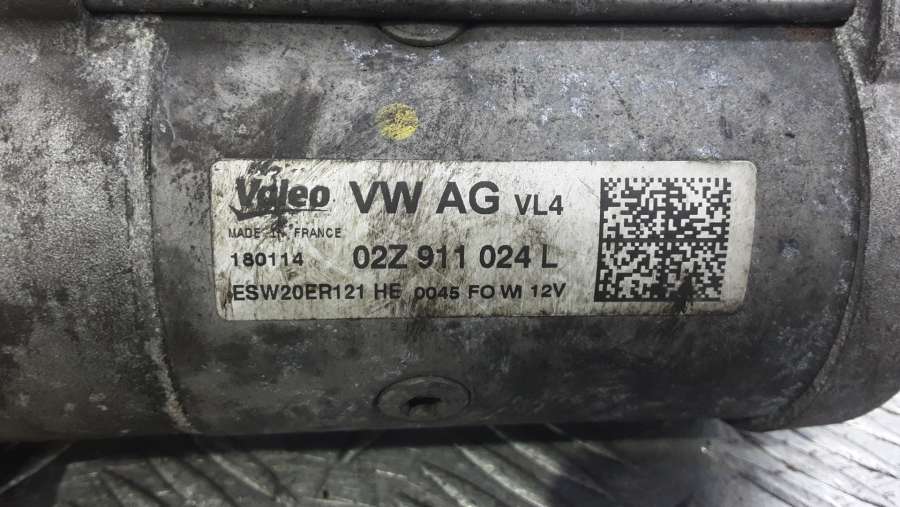 Valeo VW AG VL4
MADE IN FRANCE
180114 02Z 911 024 L
ESW20ER121 HE 0045 FO WI 12V